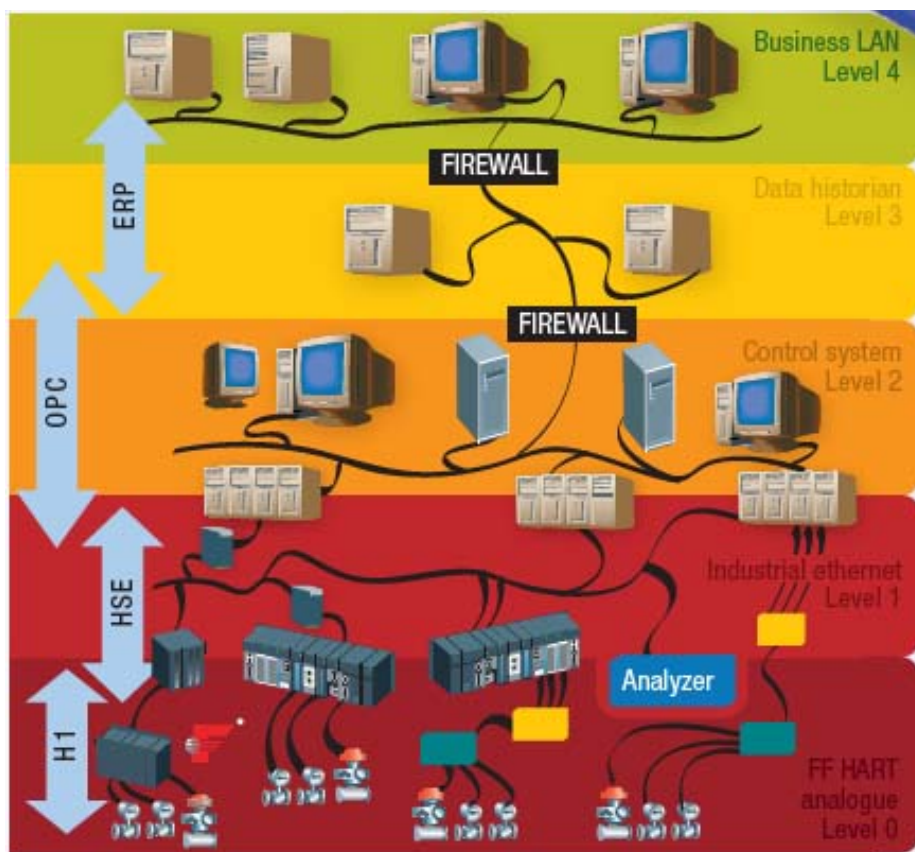 Business LAN
Level 4
FIREWALL
ERP
Data historian
Level 3
FIREWALL
OPC
Control system
Level 2
HSE
Industrial ethernet
Level 1
Analyzer
H1
FF HART
analogue
Level 0